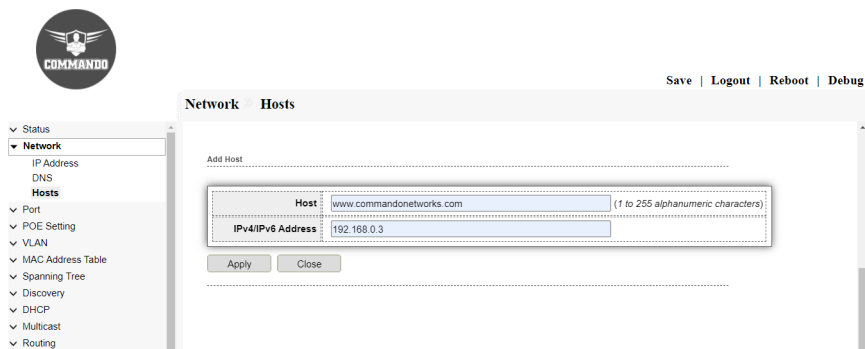 COMMANDO
Save | Logout | Reboot | Debug
Network » Hosts
Status
Network
IP Address
DNS
Hosts
Port
POE Setting
VLAN
MAC Address Table
Spanning Tree
Discovery
DHCP
Multicast
Routing
Add Host
Host www.commandonetworks.com (1 to 255 alphanumeric characters)
IPv4/IPv6 Address 192.168.0.3
Apply Close